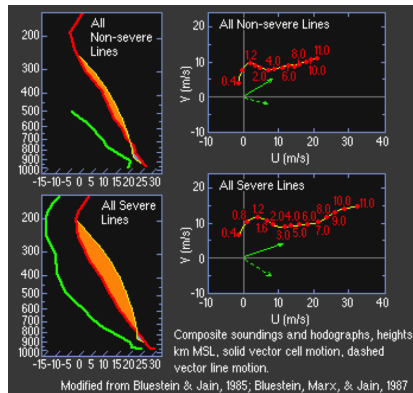 All
Non-severe
Lines
200
300
400
500
600
700
800
900
1000
-15 -5 0 5 10 15 20 25 30
All Non-severe Lines
20
10
0
-10
V (m/s)
0.4
1.2
2.0
4.0
6.0
8.0
10.0
11.0
-10 0 10 20 30 40
U (m/s)
All Severe
Lines
200
300
400
500
600
700
800
900
1000
-15 -5 0 5 10 15 20 25 30
All Severe Lines
20
10
0
-10
V (m/s)
0.4
0.8
1.2
1.6
2.0
3.0
4.0
5.0
6.0
7.0
8.0
9.0
10.0
11.0
-10 0 10 20 30 40
U (m/s)
Composite soundings and hodographs, heights
km MSL, solid vector cell motion, dashed
vector line motion.
Modified from Bluestein & Jain, 1985; Bluestein, Marx, & Jain, 1987